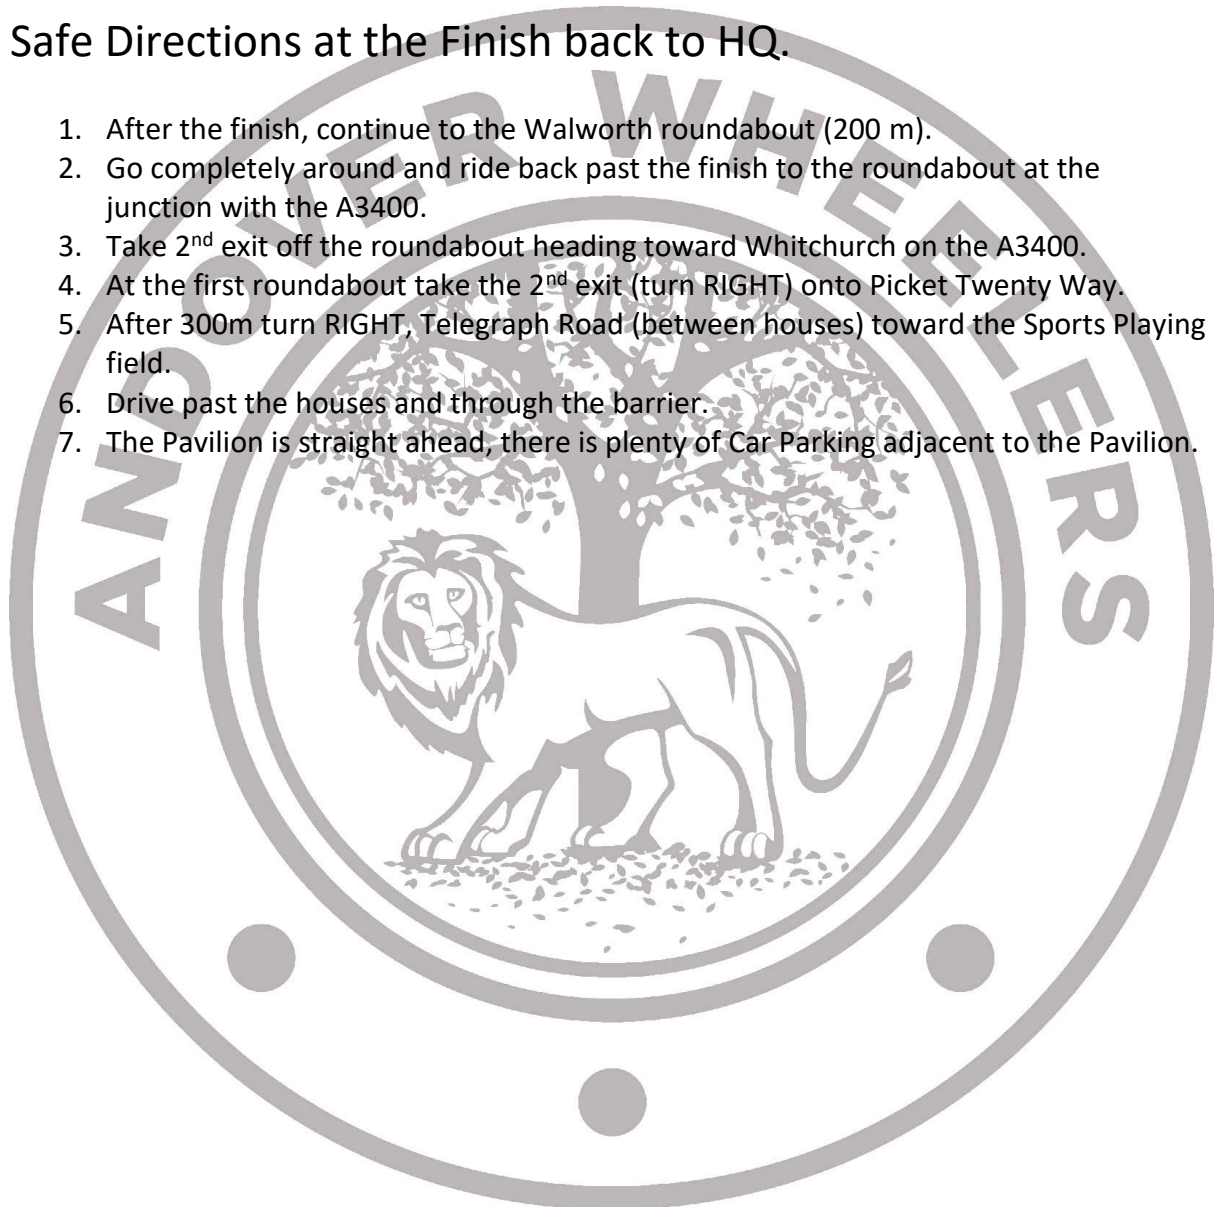 Safe Directions at the Finish back to HQ.
1. After the finish, continue to the Walworth roundabout (200 m).
2. Go completely around and ride back past the finish to the roundabout at the
junction with the A3400.
3. Take 2nd exit off the roundabout heading toward Whitchurch on the A3400.
4. At the first roundabout take the 2nd exit (turn RIGHT) onto Picket Twenty Way.
5. After 300m turn RIGHT, Telegraph Road (between houses) toward the Sports Playing
field.
6. Drive past the houses and through the barrier.
7. The Pavilion is straight ahead, there is plenty of Car Parking adjacent to the Pavilion.
ANDOVER WHEELERS